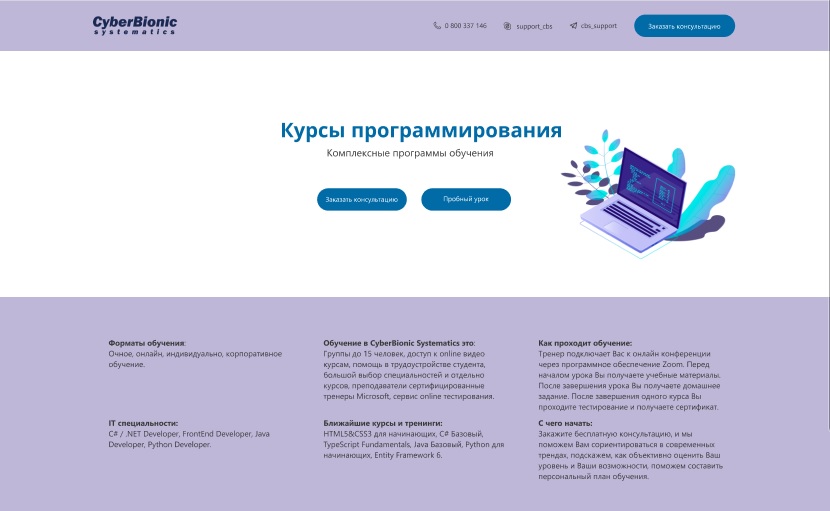 CyberBionic
systematics
0 800 337 146
support_cbs
cbs_support
Заказать консультацию
Курсы программирования
Комплексные программы обучения
Заказать консультацию
Пробный урок
Форматы обучения:
Очное, онлайн, индивидуально, корпоративное
обучение.
Обучение в CyberBionic Systematics это:
Группы до 15 человек, доступ к online видео
курсам, помощь в трудоустройстве студента,
большой выбор специальностей и отдельно
курсов, преподаватели сертифицированные
тренеры Microsoft, сервис online тестирования.
Как проходит обучение:
Тренер подключает Вас к онлайн конференции
через программное обеспечение Zoom. Перед
началом урока Вы получаете учебные материалы.
После завершения урока Вы получаете домашнее
задание. После завершения одного курса Вы
проходите тестирование и получаете сертификат.
IT специальности:
C# / .NET Developer, FrontEnd Developer, Java
Developer, Python Developer.
Ближайшие курсы и тренинги:
HTML5&CSS3 для начинающих, C# Базовый,
TypeScript Fundamentals, Java Базовый, Python для
начинающих, Entity Framework 6.
С чего начать:
Закажите бесплатную консультацию, и мы
поможем Вам сориентироваться в современных
трендах, подскажем, как объективно оценить Ваш
уровень и Ваши возможности, поможем составить
персональный план обучения.